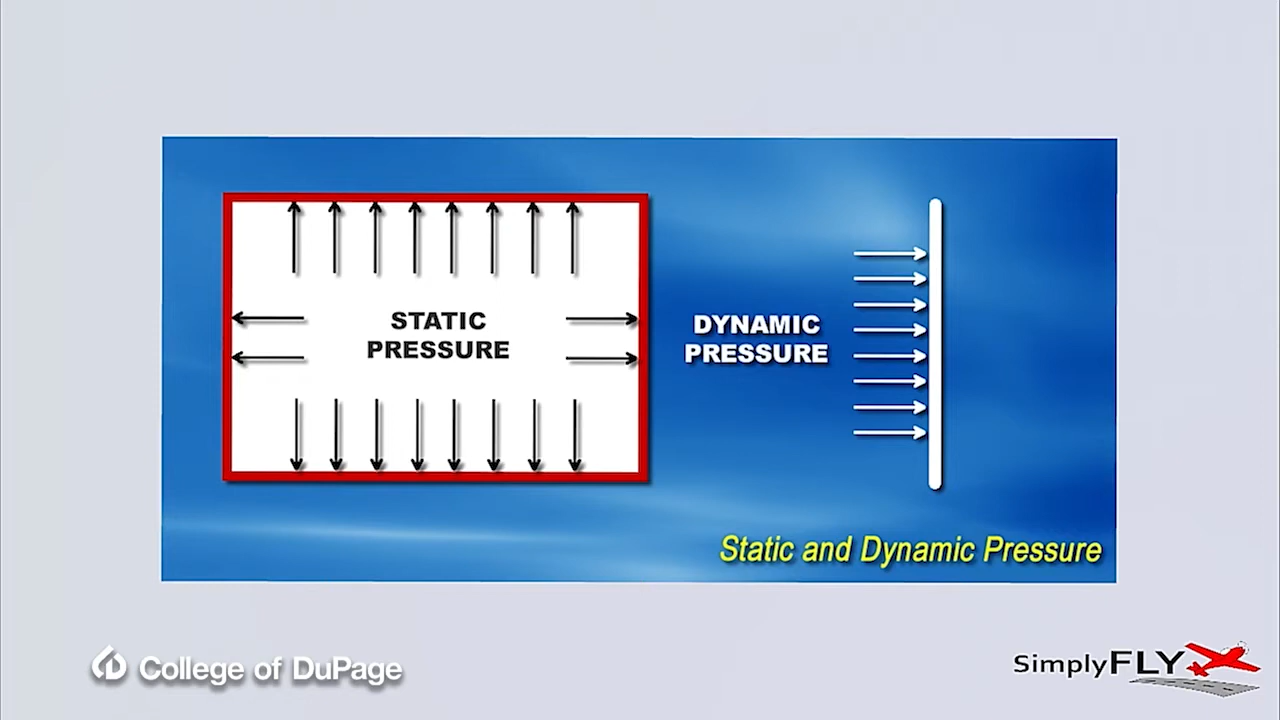 STATIC
PRESSURE
DYNAMIC
PRESSURE
Static and Dynamic Pressure
College of DuPage
SimplyFLY